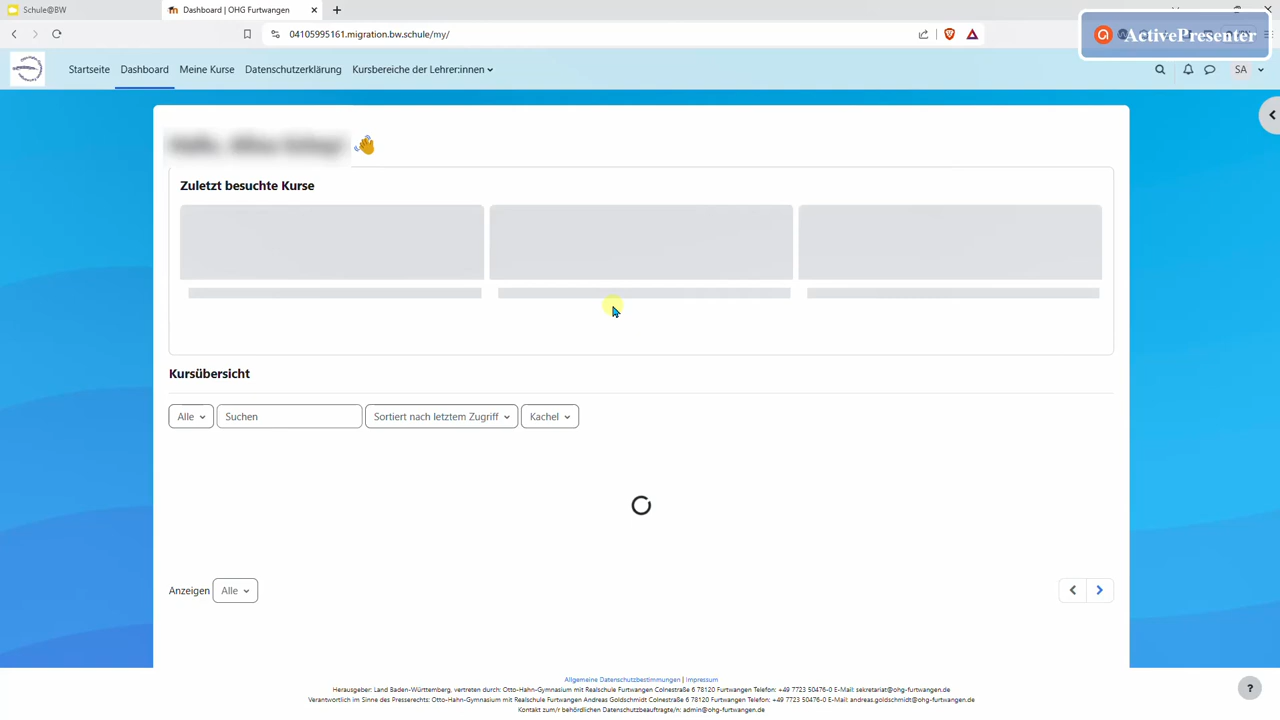 Schule@BW
Dashboard | OHG Furtwangen
04105995161.migration.bw.schule/my/
ActivePresenter
Startseite Dashboard Meine Kurse Datenschutzerklärung Kursbereiche der Lehrer:innen
SA
Zuletzt besuchte Kurse
Kursübersicht
Alle Suchen Sortiert nach letztem Zugriff Kachel
Anzeigen Alle
?
Allgemeine Datenschutzbestimmungen | Impressum
Herausgeber: Land Baden-Württemberg, vertreten durch: Otto-Hahn-Gymnasium mit Realschule Furtwangen Colnestraße 6 78120 Furtwangen Telefon: +49 7723 50476-0 E-Mail: sekretariat@ohg-furtwangen.de
Verantwortlich im Sinne des Presserechts: Otto-Hahn-Gymnasium mit Realschule Furtwangen Andreas Goldschmidt Colnestraße 6 78120 Furtwangen Telefon: +49 7723 50476-0 E-Mail: andreas.goldschmidt@ohg-furtwangen.de
Kontakt zum/r behördlichen Datenschutzbeauftragte/n: admin@ohg-furtwangen.de